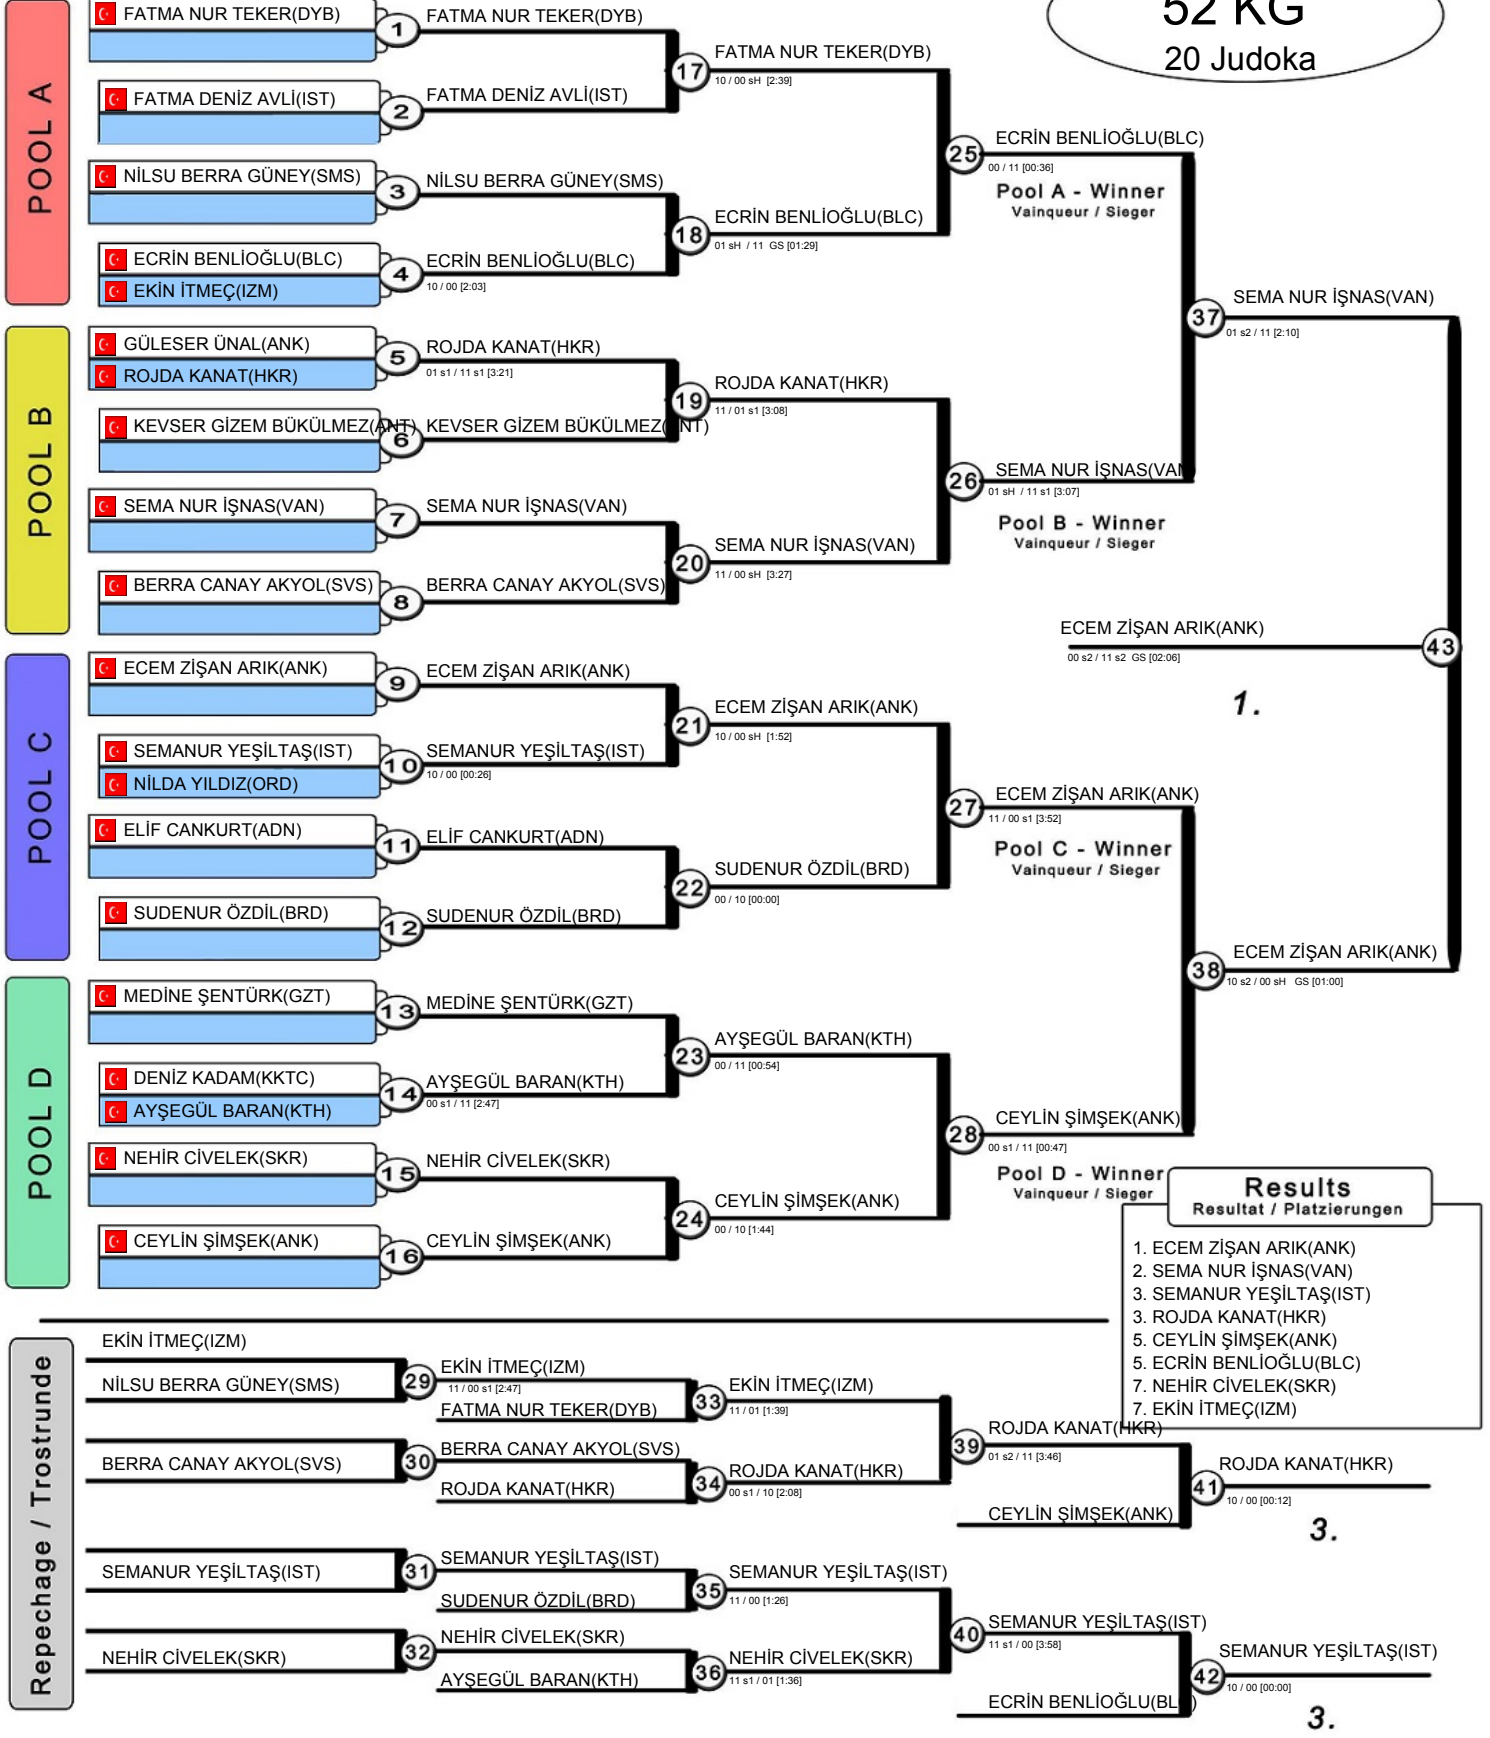 52 KG
20 Judoka
POOL A
FATMA NUR TEKER(DYB)
1
FATMA NUR TEKER(DYB)
FATMA DENİZ AVLİ(IST)
2
FATMA DENİZ AVLİ(IST)
17
FATMA NUR TEKER(DYB)
10 / 00 sH [2:39]
NİLSU BERRA GÜNEY(SMS)
3
NİLSU BERRA GÜNEY(SMS)
ECRİN BENLİOĞLU(BLC)
EKİN İTMEÇ(IZM)
4
ECRİN BENLİOĞLU(BLC)
10 / 00 [2:03]
18
ECRİN BENLİOĞLU(BLC)
01 sH / 11 GS [01:29]
25
ECRİN BENLİOĞLU(BLC)
00 / 11 [00:36]
Pool A - Winner
Vainqueur / Sieger
POOL B
GÜLESER ÜNAL(ANK)
ROJDA KANAT(HKR)
5
ROJDA KANAT(HKR)
01 s1 / 11 s1 [3:21]
KEVSER GİZEM BÜKÜLMEZ(ANT)
6
KEVSER GİZEM BÜKÜLMEZ(ANT)
19
ROJDA KANAT(HKR)
11 / 01 s1 [3:08]
SEMA NUR İŞNAS(VAN)
7
SEMA NUR İŞNAS(VAN)
BERRA CANAY AKYOL(SVS)
8
BERRA CANAY AKYOL(SVS)
20
SEMA NUR İŞNAS(VAN)
11 / 00 sH [3:27]
26
SEMA NUR İŞNAS(VAN
01 sH / 11 s1 [3:07]
Pool B - Winner
Vainqueur / Sieger
37
SEMA NUR İŞNAS(VAN)
01 s2 / 11 [2:10]
POOL C
ECEM ZİŞAN ARIK(ANK)
9
ECEM ZİŞAN ARIK(ANK)
SEMANUR YEŞİLTAŞ(IST)
NİLDA YILDIZ(ORD)
10
SEMANUR YEŞİLTAŞ(IST)
10 / 00 [00:26]
21
ECEM ZİŞAN ARIK(ANK)
10 / 00 sH [1:52]
ELİF CANKURT(ADN)
11
ELİF CANKURT(ADN)
SUDENUR ÖZDİL(BRD)
12
SUDENUR ÖZDİL(BRD)
22
SUDENUR ÖZDİL(BRD)
00 / 10 [00:00]
27
ECEM ZİŞAN ARIK(ANK)
11 / 00 s1 [3:52]
Pool C - Winner
Vainqueur / Sieger
POOL D
MEDİNE ŞENTÜRK(GZT)
13
MEDİNE ŞENTÜRK(GZT)
DENİZ KADAM(KKTC)
AYŞEGÜL BARAN(KTH)
14
AYŞEGÜL BARAN(KTH)
00 s1 / 11 [2:47]
23
AYŞEGÜL BARAN(KTH)
00 / 11 [00:54]
NEHİR CİVELEK(SKR)
15
NEHİR CİVELEK(SKR)
CEYLİN ŞİMŞEK(ANK)
16
CEYLİN ŞİMŞEK(ANK)
24
CEYLİN ŞİMŞEK(ANK)
00 / 10 [1:44]
28
CEYLİN ŞİMŞEK(ANK)
00 s1 / 11 [00:47]
Pool D - Winner
Vainqueur / Sieger
38
ECEM ZİŞAN ARIK(ANK)
10 s2 / 00 sH GS [01:00]
43
ECEM ZİŞAN ARIK(ANK)
00 s2 / 11 s2 GS [02:06]
1.
Results
Resultat / Platzierungen
1. ECEM ZİŞAN ARIK(ANK)
2. SEMA NUR İŞNAS(VAN)
3. SEMANUR YEŞİLTAŞ(IST)
3. ROJDA KANAT(HKR)
5. CEYLİN ŞİMŞEK(ANK)
5. ECRİN BENLİOĞLU(BLC)
7. NEHİR CİVELEK(SKR)
7. EKİN İTMEÇ(IZM)
Repechage / Trostrunde
EKİN İTMEÇ(IZM)
NİLSU BERRA GÜNEY(SMS)
29
EKİN İTMEÇ(IZM)
11 / 00 s1 [2:47]
FATMA NUR TEKER(DYB)
33
EKİN İTMEÇ(IZM)
11 / 01 [1:39]
BERRA CANAY AKYOL(SVS)
30
BERRA CANAY AKYOL(SVS)
ROJDA KANAT(HKR)
34
ROJDA KANAT(HKR)
00 s1 / 10 [2:08]
39
ROJDA KANAT(HKR)
01 s2 / 11 [3:46]
CEYLİN ŞİMŞEK(ANK)
41
ROJDA KANAT(HKR)
10 / 00 [00:12]
3.
SEMANUR YEŞİLTAŞ(IST)
31
SEMANUR YEŞİLTAŞ(IST)
SUDENUR ÖZDİL(BRD)
35
SEMANUR YEŞİLTAŞ(IST)
11 / 00 [1:26]
NEHİR CİVELEK(SKR)
32
NEHİR CİVELEK(SKR)
AYŞEGÜL BARAN(KTH)
36
NEHİR CİVELEK(SKR)
11 s1 / 01 [1:36]
40
SEMANUR YEŞİLTAŞ(IST)
11 s1 / 00 [3:58]
ECRİN BENLİOĞLU(BLC)
42
SEMANUR YEŞİLTAŞ(IST)
10 / 00 [00:00]
3.